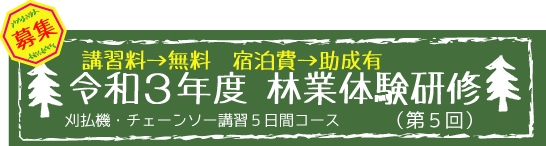 募集
講習料→無料　宿泊費→助成有
令和３年度 林業体験研修
刈払機・チェーンソー講習５日間コース　（第５回）